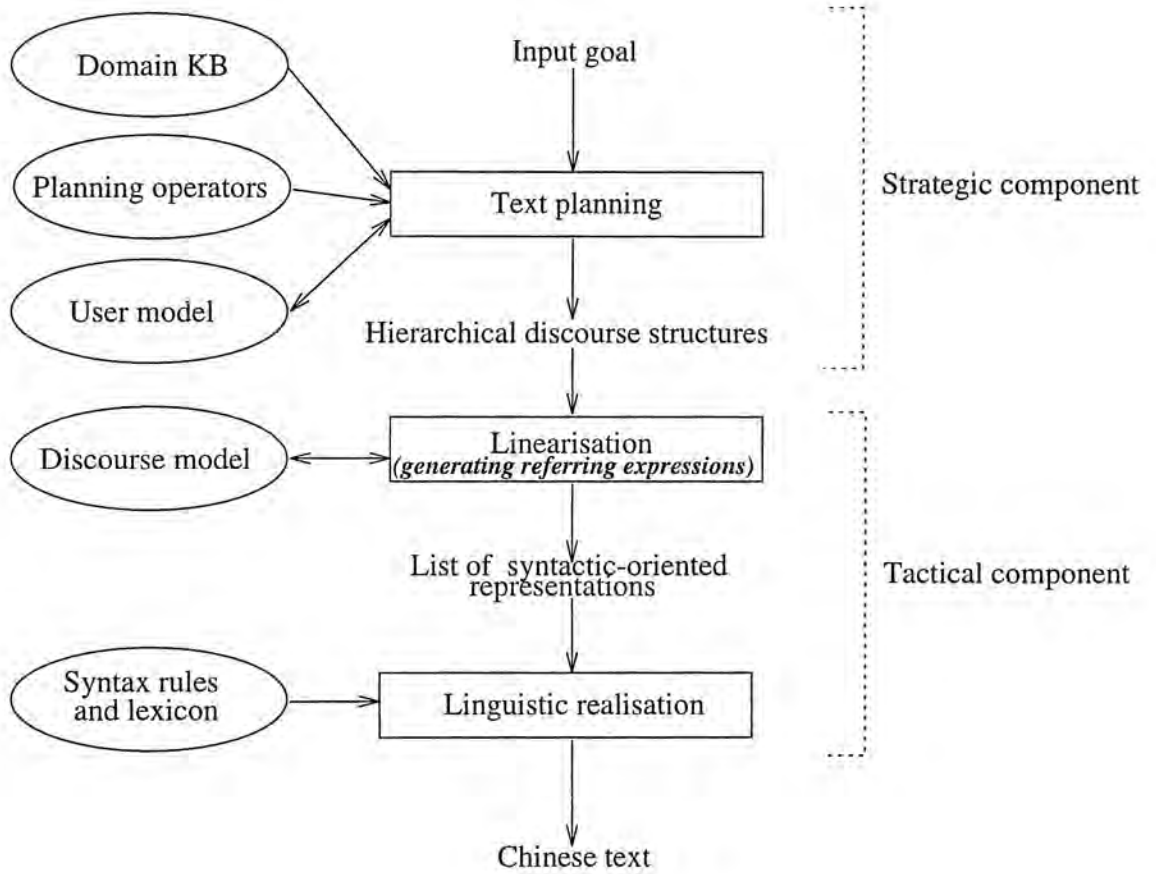 Domain KB
Input goal
Planning operators
Text planning
Strategic component
User model
Hierarchical discourse structures
Discourse model
Linearisation
(generating referring expressions)
List of syntactic-oriented
representations
Tactical component
Syntax rules
and lexicon
Linguistic realisation
Chinese text